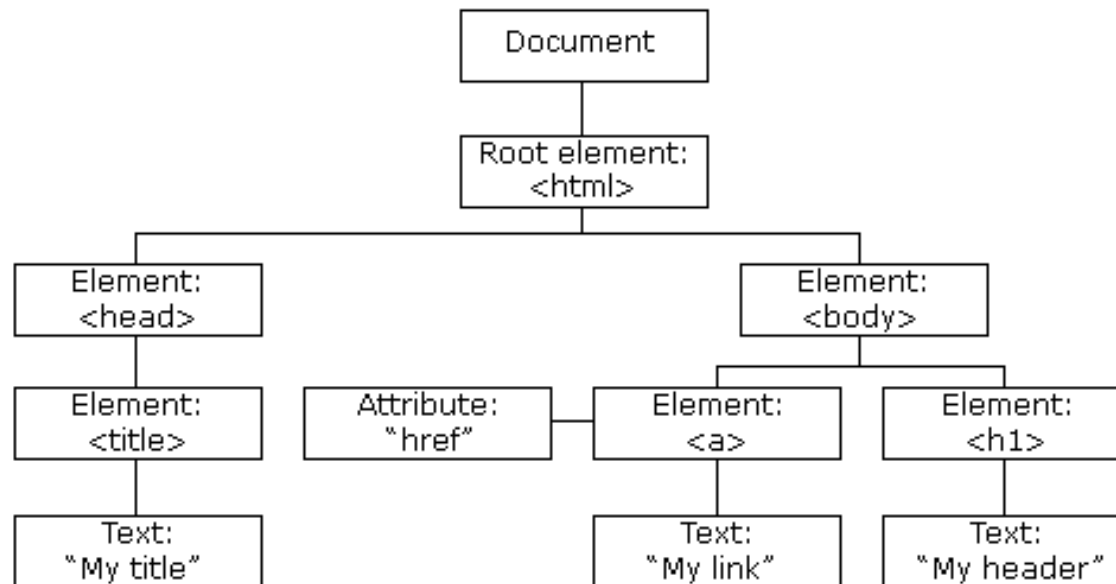 Document
Root element:
<html>
Element:
<head>
Element:
<body>
Element:
<title>
Attribute:
“href”
Element:
<a>
Element:
<h1>
Text:
“My title”
Text:
“My link”
Text:
“My header”